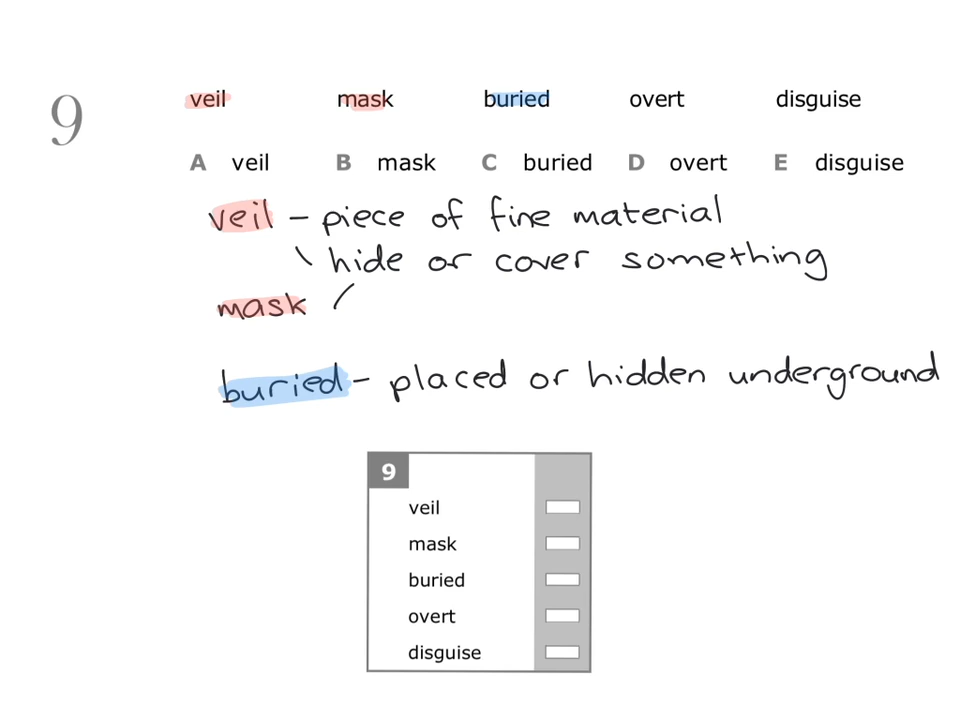 9
veil mask buried overt disguise
A veil B mask C buried D overt E disguise
veil – piece of fine material
hide or cover something
mask
buried – placed or hidden underground
9
veil
mask
buried
overt
disguise